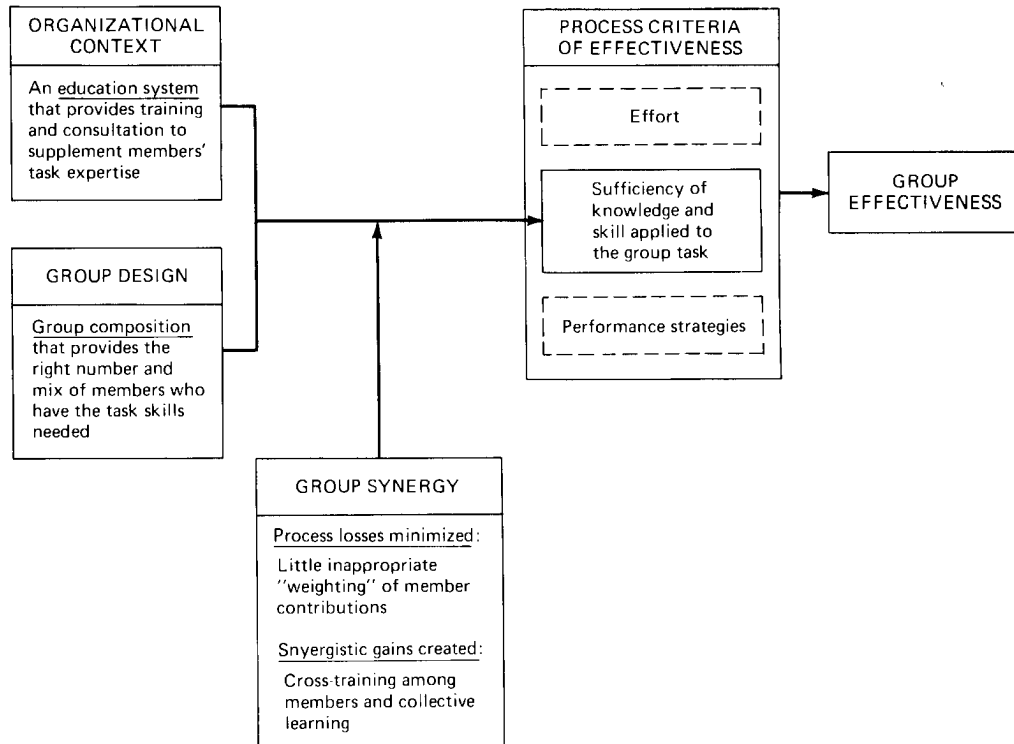 ORGANIZATIONAL
CONTEXT
An education system
that provides training
and consultation to
supplement members'
task expertise
GROUP DESIGN
Group composition
that provides the
right number and
mix of members who
have the task skills
needed
GROUP SYNERGY
Process losses minimized:
Little inappropriate
"weighting" of member
contributions
Snyergistic gains created:
Cross-training among
members and collective
learning
PROCESS CRITERIA
OF EFFECTIVENESS
Effort
Sufficiency of
knowledge and
skill applied to
the group task
Performance strategies
GROUP
EFFECTIVENESS